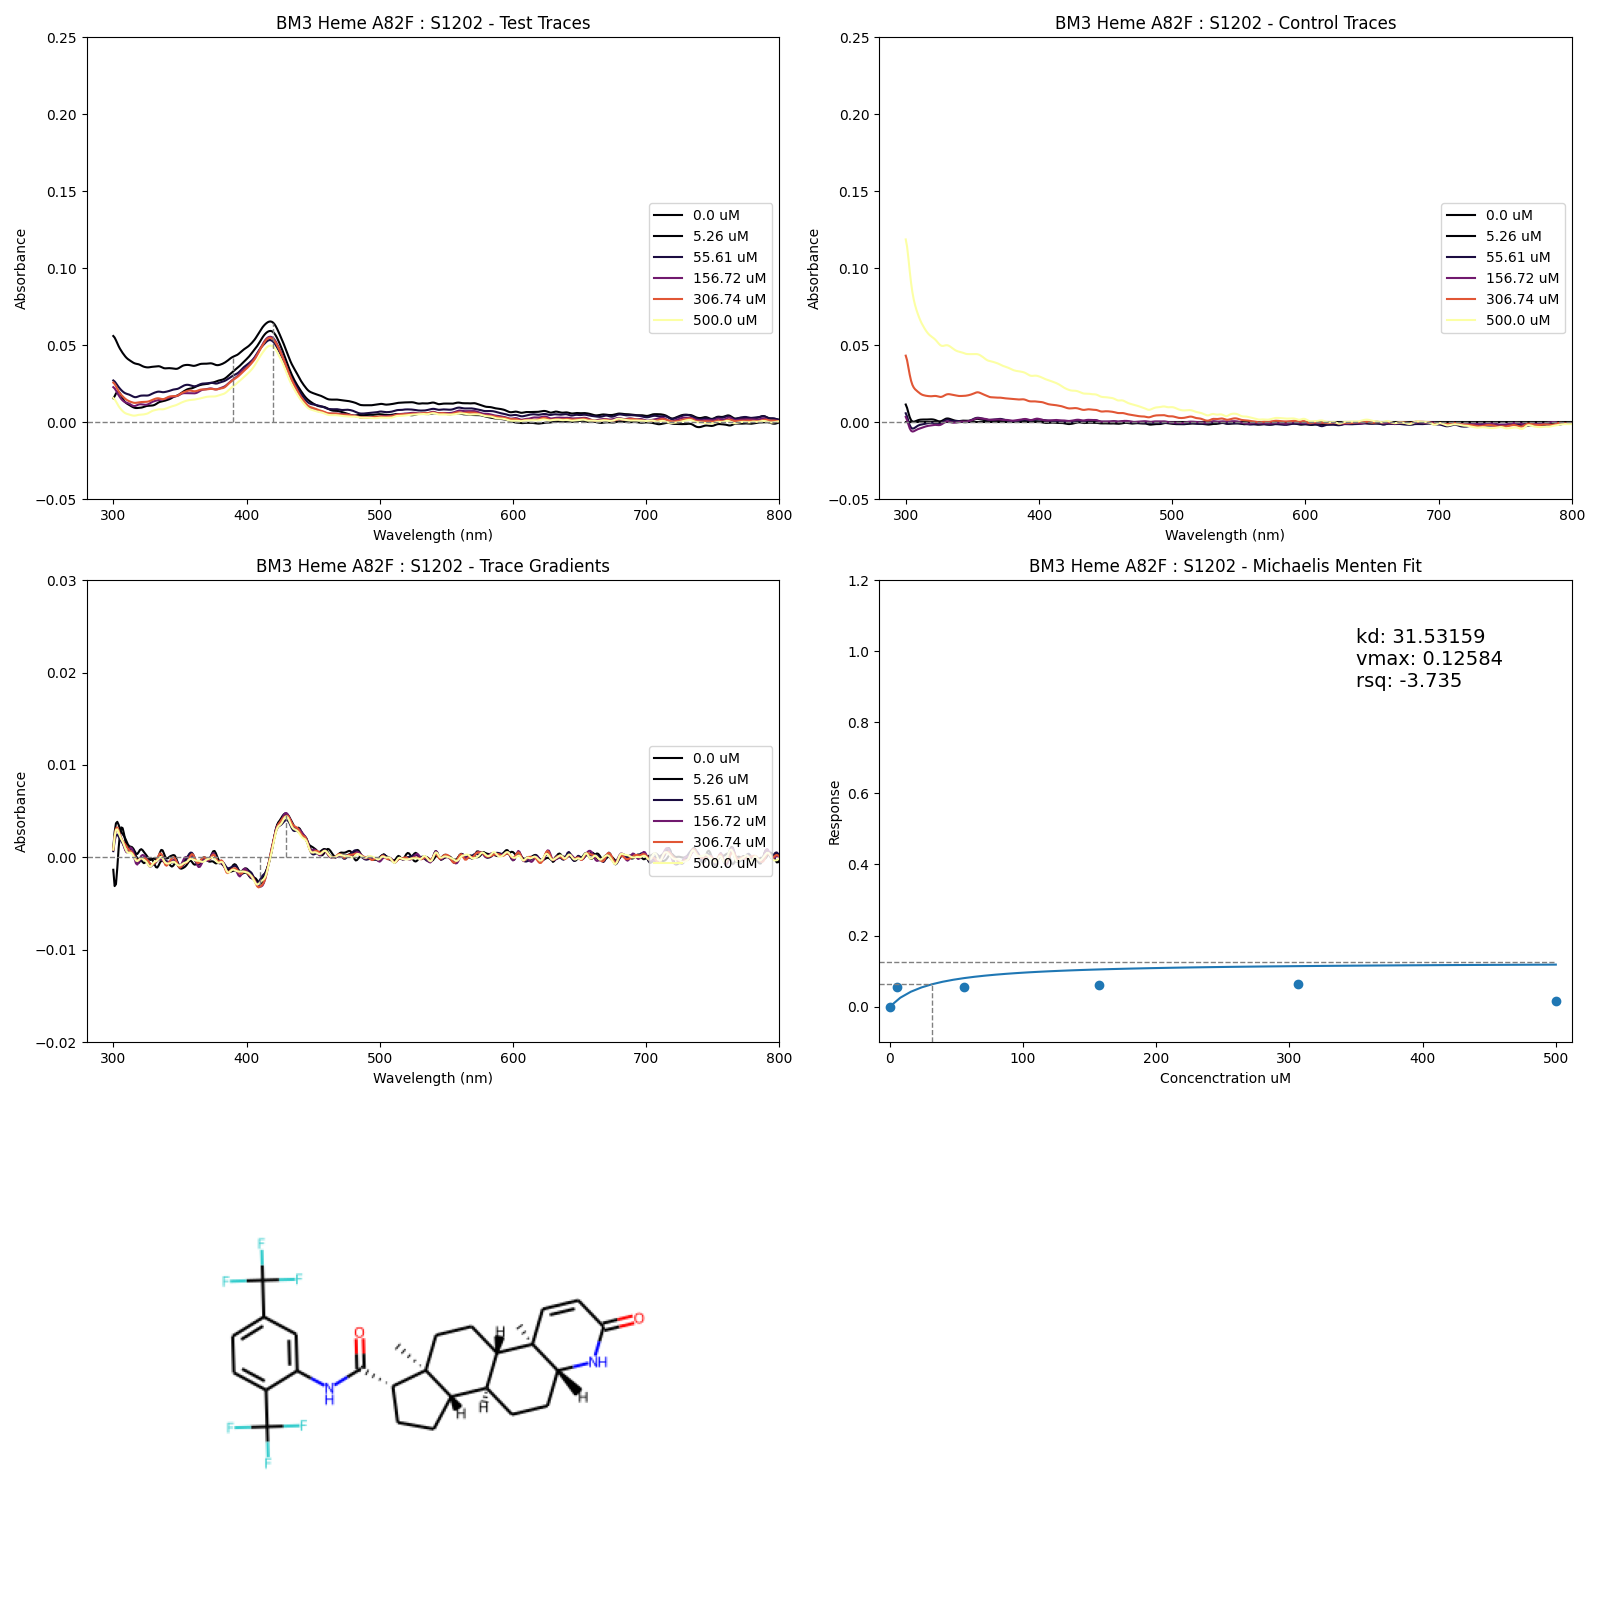 BM3 Heme A82F : S1202 - Test Traces
0.25
0.20
0.15
0.10
0.05
0.00
−0.05
Absorbance
300 400 500 600 700 800
Wavelength (nm)
0.0 uM
5.26 uM
55.61 uM
156.72 uM
306.74 uM
500.0 uM
BM3 Heme A82F : S1202 - Control Traces
0.25
0.20
0.15
0.10
0.05
0.00
−0.05
Absorbance
300 400 500 600 700 800
Wavelength (nm)
0.0 uM
5.26 uM
55.61 uM
156.72 uM
306.74 uM
500.0 uM
BM3 Heme A82F : S1202 - Trace Gradients
0.03
0.02
0.01
0.00
−0.01
−0.02
Absorbance
300 400 500 600 700 800
Wavelength (nm)
0.0 uM
5.26 uM
55.61 uM
156.72 uM
306.74 uM
500.0 uM
BM3 Heme A82F : S1202 - Michaelis Menten Fit
1.2
1.0
0.8
0.6
0.4
0.2
0.0
Response
0 100 200 300 400 500
Concenctration uM
kd: 31.53159
vmax: 0.12584
rsq: -3.735
F
F F
O
H
O
NH
N
H
H
H
H
F F
F